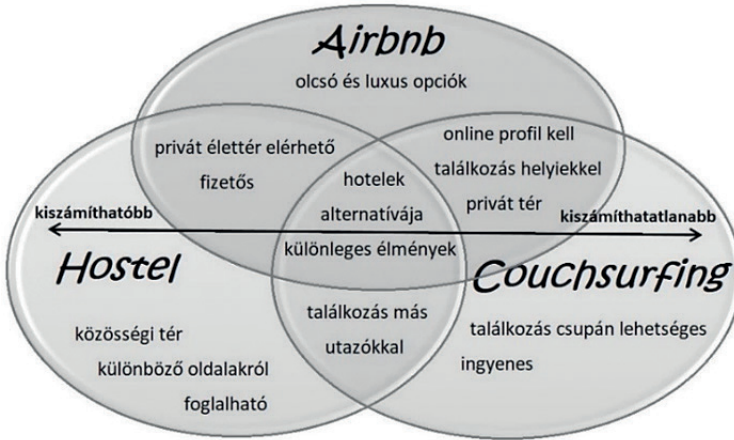 Airbnb
olcsó és luxus opciók
privát élettér elérhető
fizetős
online profil kell
találkozás helyiekkel
privát tér
hotelek
alternatívája
különleges élmények
kiszámíthatóbb
kiszámíthatatlanabb
Hostel
közösségi tér
különböző oldalakról
foglalható
találkozás más
utazókkal
Couchsurfing
találkozás csupán lehetséges
ingyenes